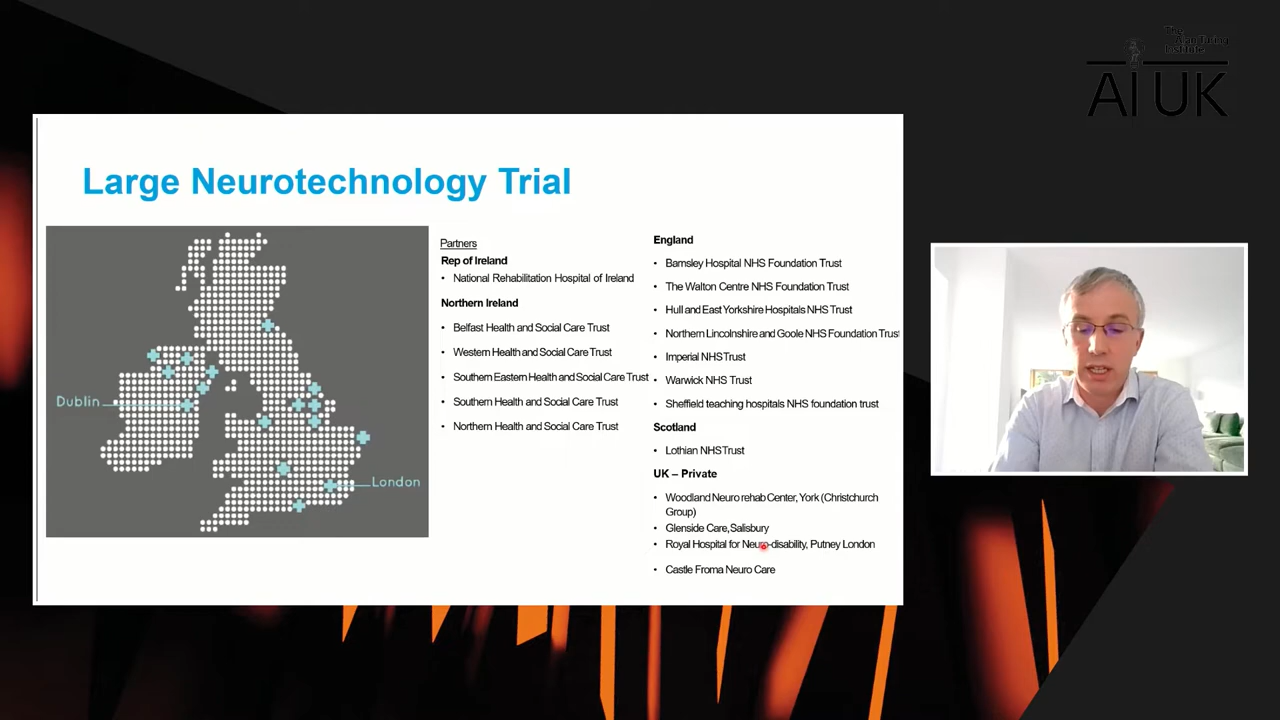 The
Alan Turing
Institute
AI UK
Large Neurotechnology Trial
Dublin
London
Partners
Rep of Ireland
• National Rehabilitation Hospital of Ireland
Northern Ireland
• Belfast Health and Social Care Trust
• Western Health and Social Care Trust
• Southern Eastern Health and Social Care Trust
• Southern Health and Social Care Trust
• Northern Health and Social Care Trust
England
• Barnsley Hospital NHS Foundation Trust
• The Walton Centre NHS Foundation Trust
• Hull and East Yorkshire Hospitals NHS Trust
• Northern Lincolnshire and Goole NHS Foundation Trust
• Imperial NHS Trust
• Warwick NHS Trust
• Sheffield teaching hospitals NHS foundation trust
Scotland
• Lothian NHS Trust
UK – Private
• Woodland Neuro rehab Center, York (Christchurch
Group)
• Glenside Care, Salisbury
• Royal Hospital for Neuro-disability, Putney London
• Castle Froma Neuro Care